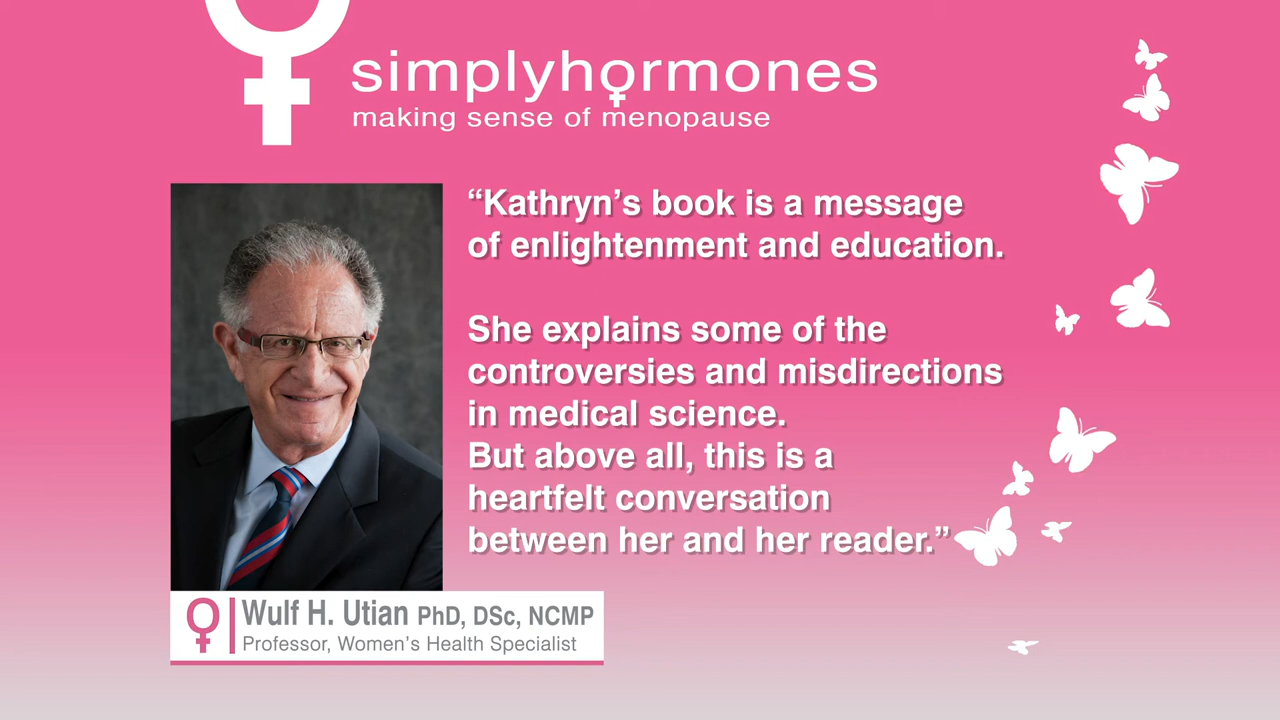 simplyhormones
making sense of menopause
“Kathryn’s book is a message
of enlightenment and education.
She explains some of the
controversies and misdirections
in medical science.
But above all, this is a
heartfelt conversation
between her and her reader.”
Wulf H. Utian PhD, DSc, NCMP
Professor, Women’s Health Specialist